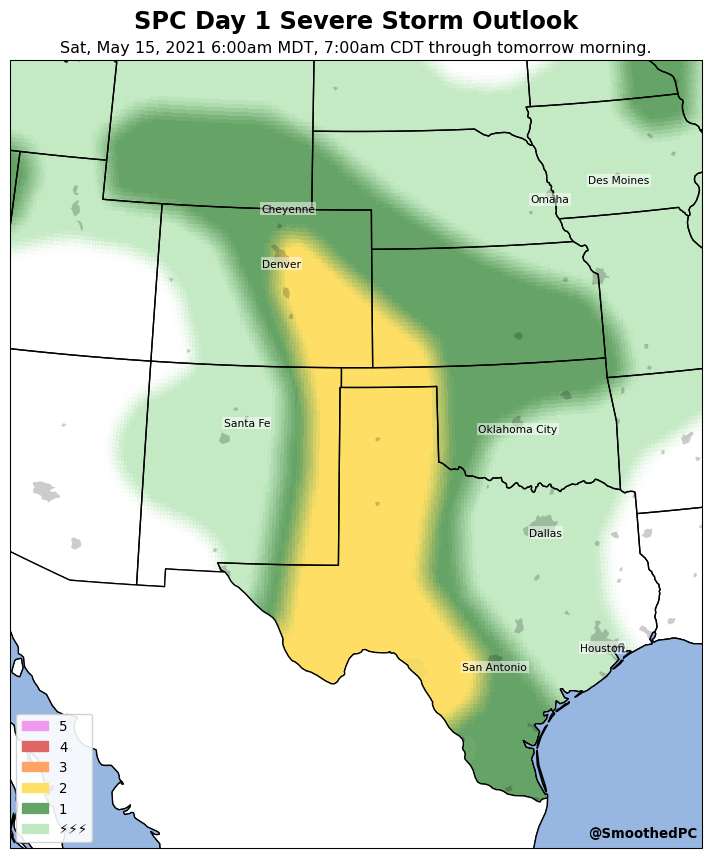 SPC Day 1 Severe Storm Outlook
Sat, May 15, 2021 6:00am MDT, 7:00am CDT through tomorrow morning.
Des Moines
Omaha
Cheyenne
Denver
Santa Fe
Oklahoma City
Dallas
Houston
San Antonio
5
4
3
2
1
⚡⚡⚡
@SmoothedPC